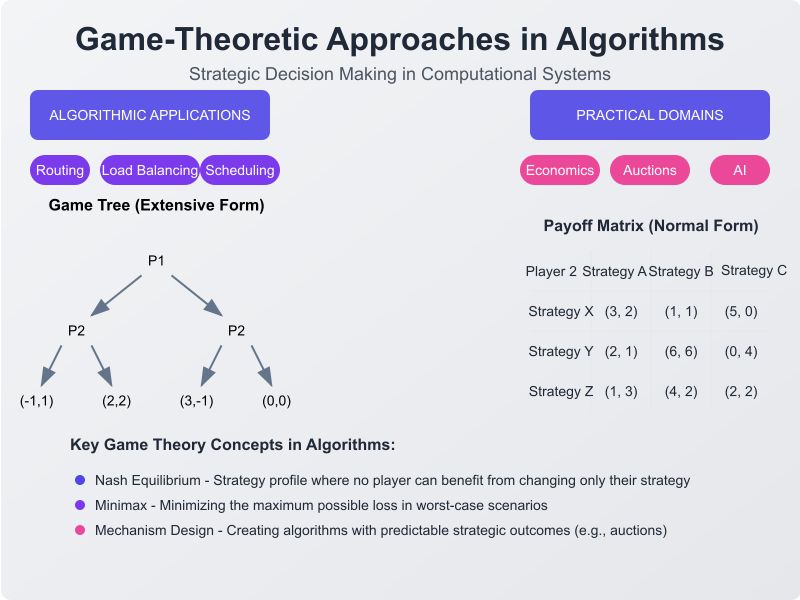 Game-Theoretic Approaches in Algorithms
Strategic Decision Making in Computational Systems
ALGORITHMIC APPLICATIONS
PRACTICAL DOMAINS
Routing Load Balancing Scheduling
Economics Auctions AI
Game Tree (Extensive Form)
P1
P2 P2
(-1,1) (2,2) (3,-1) (0,0)
Payoff Matrix (Normal Form)
Player 2 Strategy A Strategy B Strategy C
Strategy X (3, 2) (1, 1) (5, 0)
Strategy Y (2, 1) (6, 6) (0, 4)
Strategy Z (1, 3) (4, 2) (2, 2)
Key Game Theory Concepts in Algorithms:
Nash Equilibrium - Strategy profile where no player can benefit from changing only their strategy
Minimax - Minimizing the maximum possible loss in worst-case scenarios
Mechanism Design - Creating algorithms with predictable strategic outcomes (e.g., auctions)